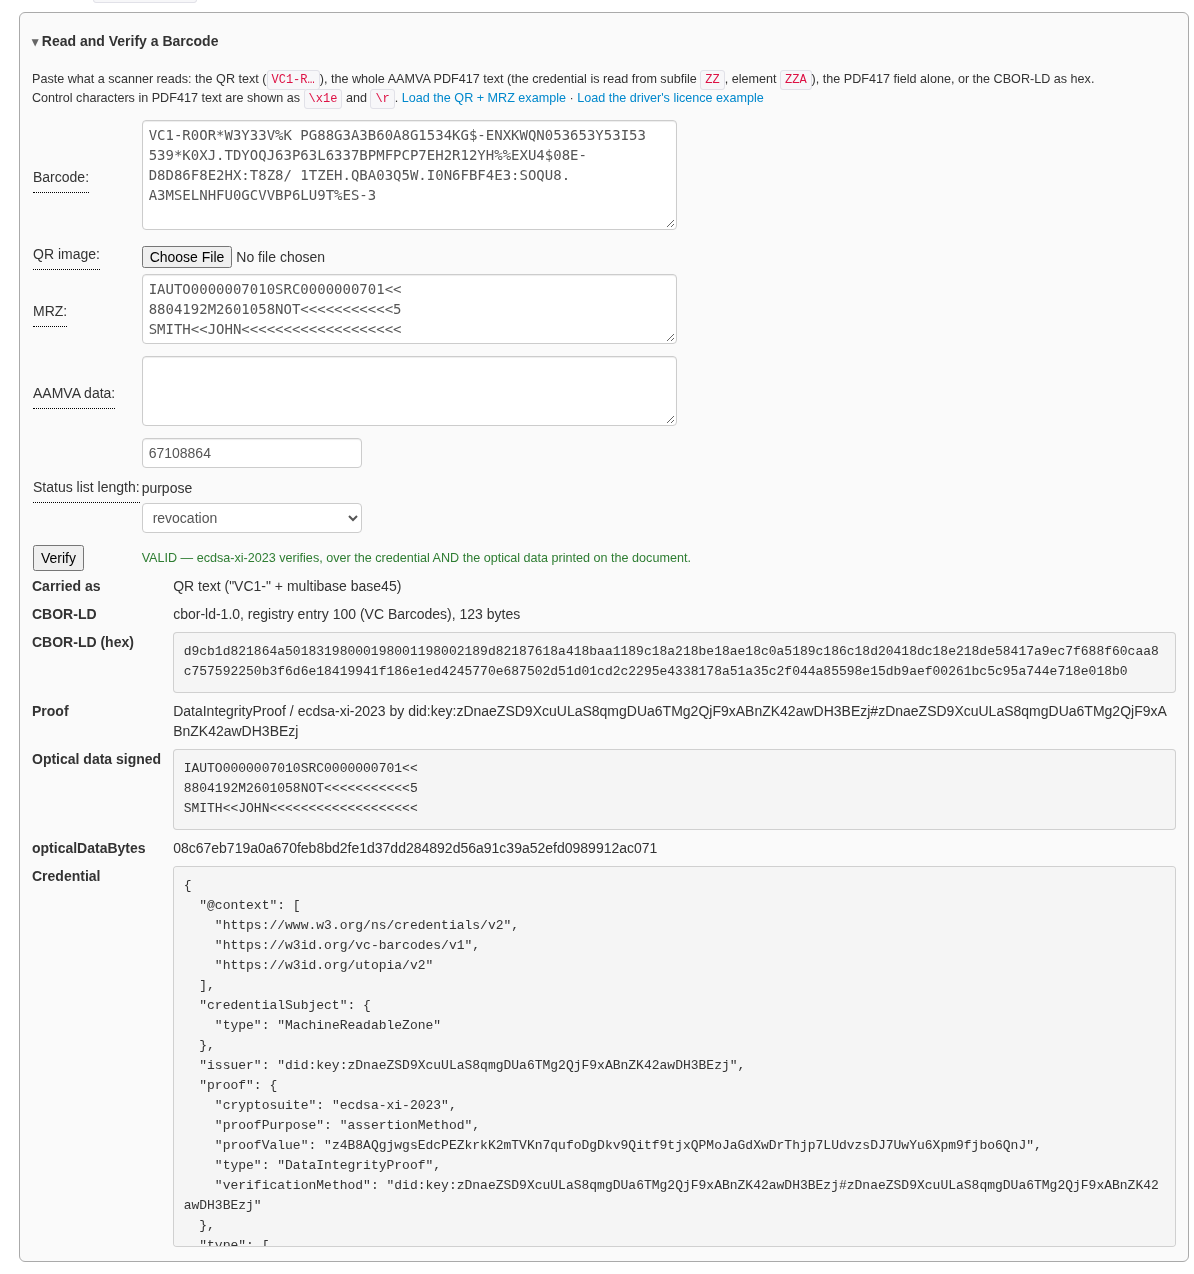 ▾ Read and Verify a Barcode
Paste what a scanner reads: the QR text ( VC1-R… ), the whole AAMVA PDF417 text (the credential is read from subfile ZZ , element ZZA ), the PDF417 field alone, or the CBOR-LD as hex.
Control characters in PDF417 text are shown as \x1e and \r . Load the QR + MRZ example · Load the driver's licence example
Barcode:
VC1-R0OR*W3Y33V%K PG88G3A3B60A8G1534KG$-ENXKWQN053653Y53I53
539*K0XJ.TDYOQJ63P63L6337BPMFPCP7EH2R12YH%%EXU4$08E-
D8D86F8E2HX:T8Z8/ 1TZEH.QBA03Q5W.I0N6FBF4E3:SOQU8.
A3MSELNHFU0GCVVBP6LU9T%ES-3
QR image:
Choose File No file chosen
MRZ:
IAUTO0000007010SRC0000000701<<
8804192M2601058NOT<<<<<<<<<<<5
SMITH<<JOHN<<<<<<<<<<<<<<<<<<<
AAMVA data:
67108864
Status list length: purpose
revocation
Verify VALID — ecdsa-xi-2023 verifies, over the credential AND the optical data printed on the document.
Carried as QR text ("VC1-" + multibase base45)
CBOR-LD cbor-ld-1.0, registry entry 100 (VC Barcodes), 123 bytes
CBOR-LD (hex)
d9cb1d821864a50183198000198001198002189d82187618a418baa1189c18a218be18ae18c0a5189c186c18d20418dc18e218de58417a9ec7f688f60caa8
c757592250b3f6d6e18419941f186e1ed4245770e687502d51d01cd2c2295e4338178a51a35c2f044a85598e15db9aef00261bc5c95a744e718e018b0
Proof DataIntegrityProof / ecdsa-xi-2023 by did:key:zDnaeZSD9XcuULaS8qmgDUa6TMg2QjF9xABnZK42awDH3BEzj#zDnaeZSD9XcuULaS8qmgDUa6TMg2QjF9xA
BnZK42awDH3BEzj
Optical data signed
IAUTO0000007010SRC0000000701<<
8804192M2601058NOT<<<<<<<<<<<5
SMITH<<JOHN<<<<<<<<<<<<<<<<<<<
opticalDataBytes 08c67eb719a0a670feb8bd2fe1d37dd284892d56a91c39a52efd0989912ac071
Credential
{
"@context": [
"https://www.w3.org/ns/credentials/v2",
"https://w3id.org/vc-barcodes/v1",
"https://w3id.org/utopia/v2"
],
"credentialSubject": {
"type": "MachineReadableZone"
},
"issuer": "did:key:zDnaeZSD9XcuULaS8qmgDUa6TMg2QjF9xABnZK42awDH3BEzj",
"proof": {
"cryptosuite": "ecdsa-xi-2023",
"proofPurpose": "assertionMethod",
"proofValue": "z4B8AQgjwgsEdcPEZkrkK2mTVKn7qufoDgDkv9Qitf9tjxQPMoJaGdXwDrThjp7LUdvzsDJ7UwYu6Xpm9fjbo6QnJ",
"type": "DataIntegrityProof",
"verificationMethod": "did:key:zDnaeZSD9XcuULaS8qmgDUa6TMg2QjF9xABnZK42awDH3BEzj#zDnaeZSD9XcuULaS8qmgDUa6TMg2QjF9xABnZK42
awDH3BEzj"
},
"type": [